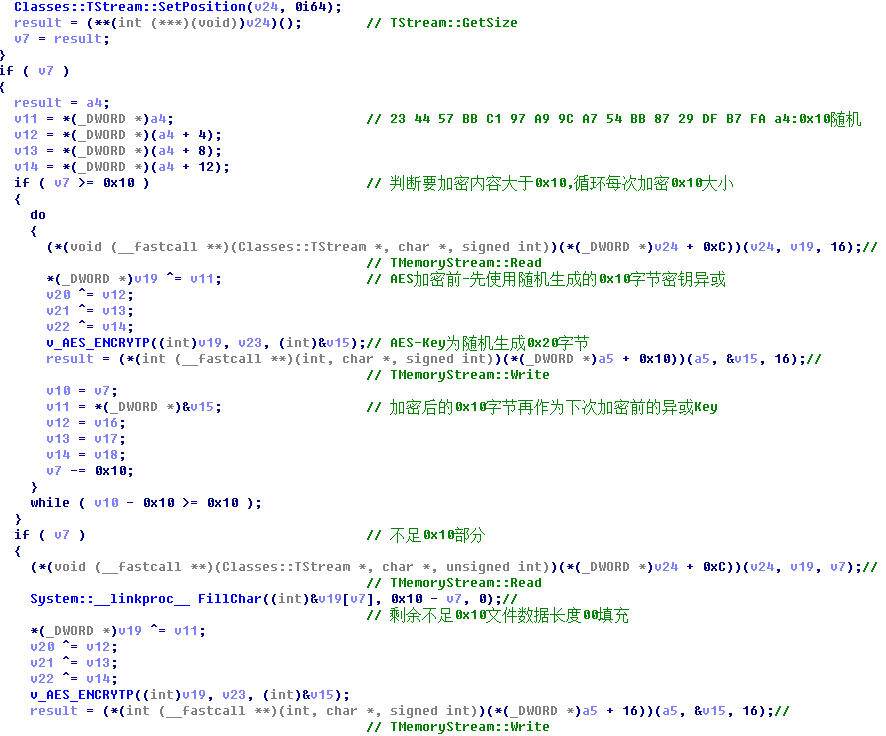 Classes::TStream::SetPosition(v24, 0i64);
result = (**(int (***)(void))v24)(); // TStream::GetSize
v7 = result;
}
if ( v7 )
{
result = a4;
v11 = *(_DWORD *)a4; // 23 44 57 BB C1 97 A9 9C A7 54 BB 87 29 DF B7 FA a4:0x10随机
v12 = *(_DWORD *)(a4 + 4);
v13 = *(_DWORD *)(a4 + 8);
v14 = *(_DWORD *)(a4 + 12);
if ( v7 >= 0x10 ) // 判断要加密内容大于0x10,循环每次加密0x10大小
{
do
{
(*(void (__fastcall **)(Classes::TStream *, char *, signed int))(*(_DWORD *)v24 + 0xC))(v24, v19, 16);//
// TMemoryStream::Read
*(_DWORD *)v19 ^= v11; // AES加密前-先使用随机生成的0x10字节密钥异或
v20 ^= v12;
v21 ^= v13;
v22 ^= v14;
v_AES_ENCRYTP((int)v19, v23, (int)&v15);// AES-Key为随机生成0x20字节
result = (*(int (__fastcall **)(int, char *, signed int))(*(_DWORD *)a5 + 0x10))(a5, &v15, 16);//
// TMemoryStream::Write
v10 = v7;
v11 = *(_DWORD *)&v15; // 加密后的0x10字节再作为下次加密前的异或Key
v12 = v16;
v13 = v17;
v14 = v18;
v7 -= 0x10;
}
while ( v10 - 0x10 >= 0x10 );
}
if ( v7 ) // 不足0x10部分
{
(*(void (__fastcall **)(Classes::TStream *, char *, unsigned int))(*(_DWORD *)v24 + 0xC))(v24, v19, v7);//
// TMemoryStream::Read
System::__linkproc__ FillChar((int)&v19[v7], 0x10 - v7, 0);//
// 剩余不足0x10文件数据长度00填充
*(_DWORD *)v19 ^= v11;
v20 ^= v12;
v21 ^= v13;
v22 ^= v14;
v_AES_ENCRYTP((int)v19, v23, (int)&v15);
result = (*(int (__fastcall **)(int, char *, signed int))(*(_DWORD *)a5 + 16))(a5, &v15, 16);//
// TMemoryStream::Write